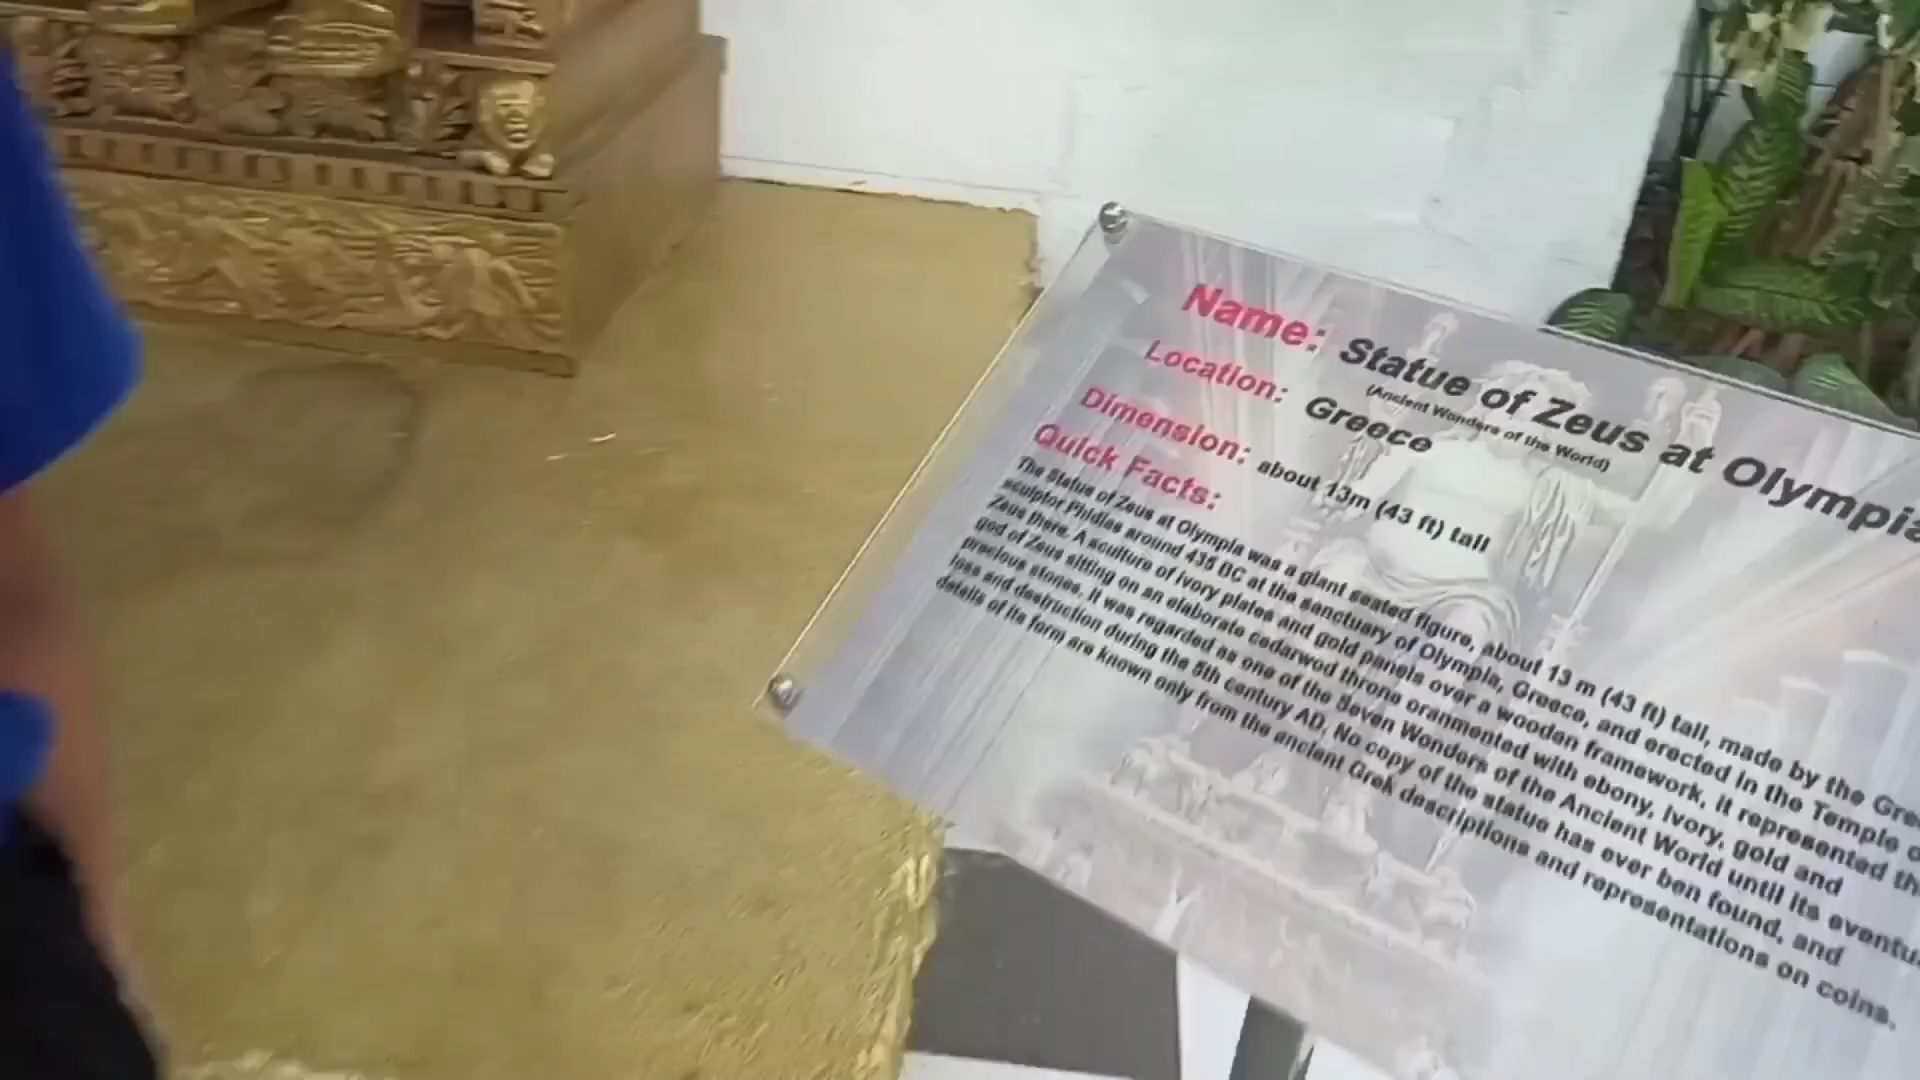 Name: Statue of Zeus at Olympia
(Ancient Wonders of the World)
Location: Greece
Dimension: about 13m (43 ft) tall
Quick Facts:
The Statue of Zeus at Olympia was a giant seated figure, about 13 m (43 ft) tall, made by the
sculptor Phidias around 435 BC at the sanctuary of Olympia, Greece, and erected in the Temple
Zeus there. A sculture of ivory plates and gold panels over a wooden framework, it represented
god of Zeus sitting on an elaborate cedarwod throne oranmented with ebony, ivory, gold and
precious stones. It was regarded as one of the Seven Wonders of the Ancient World until its
loss and destruction during the 5th century AD. No copy of the statue has ever ben found, and
details of its form are known only from the ancient Grek descriptions and representations on coins.